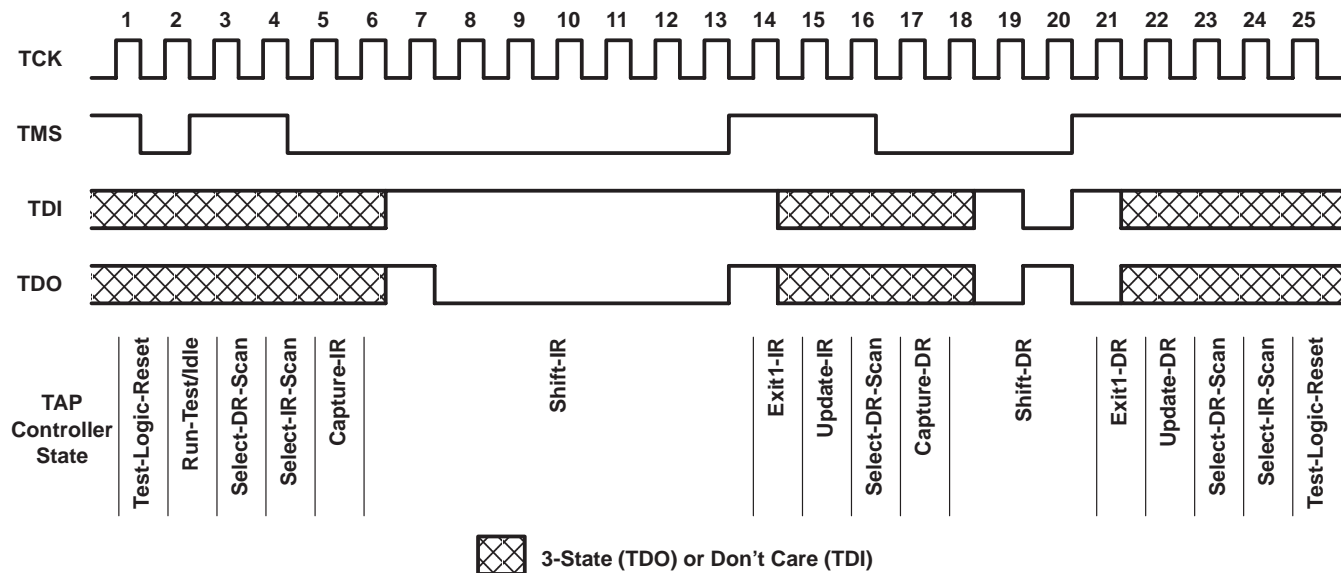 1 2 3 4 5 6 7 8 9 10 11 12 13 14 15 16 17 18 19 20 21 22 23 24 25
TCK
TMS
TDI
TDO
TAP
Controller
State
Test-Logic-Reset
Run-Test/Idle
Select-DR-Scan
Select-IR-Scan
Capture-IR
Shift-IR
Exit1-IR
Update-IR
Select-DR-Scan
Capture-DR
Shift-DR
Exit1-DR
Update-DR
Select-DR-Scan
Select-IR-Scan
Test-Logic-Reset
3-State (TDO) or Don't Care (TDI)